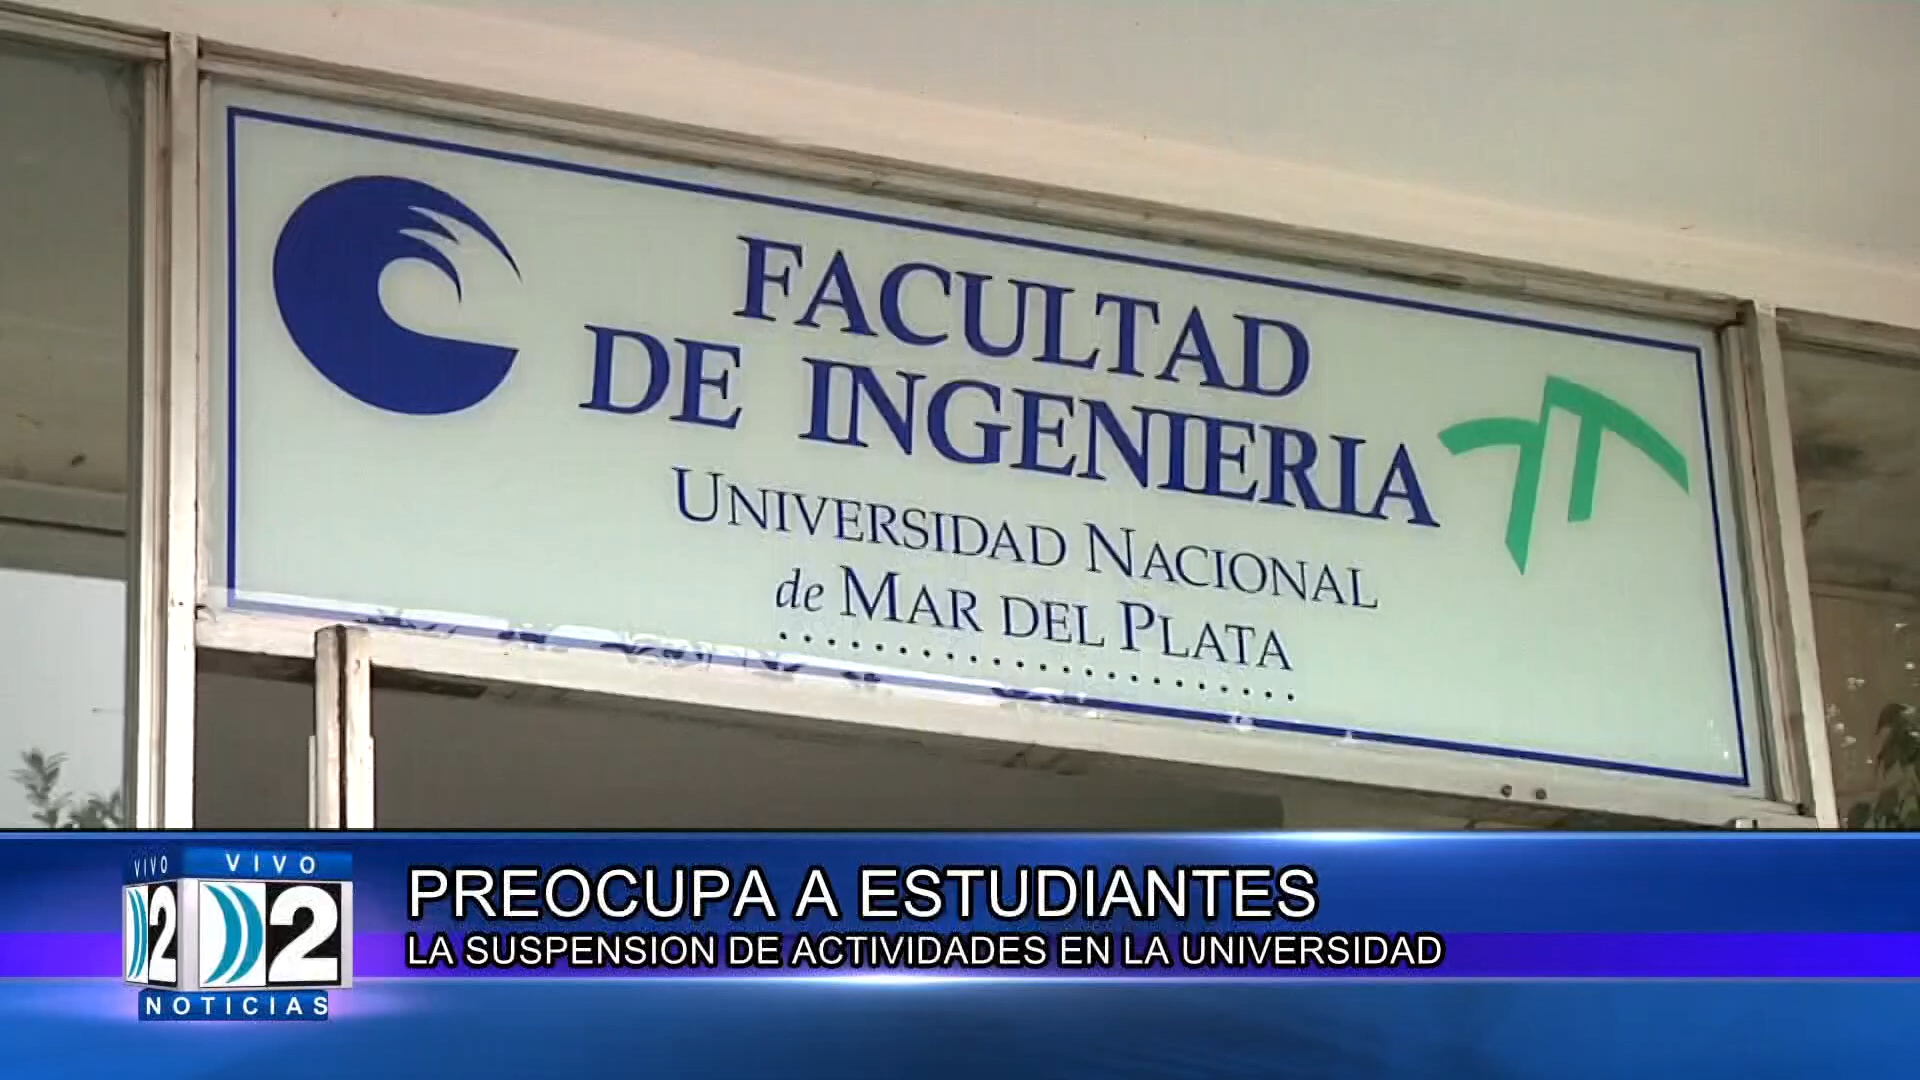 FACULTAD
DE INGENIERIA
UNIVERSIDAD NACIONAL
de MAR DEL PLATA
VIVO
VIVO
2
2
NOTICIAS
PREOCUPA A ESTUDIANTES
LA SUSPENSION DE ACTIVIDADES EN LA UNIVERSIDAD